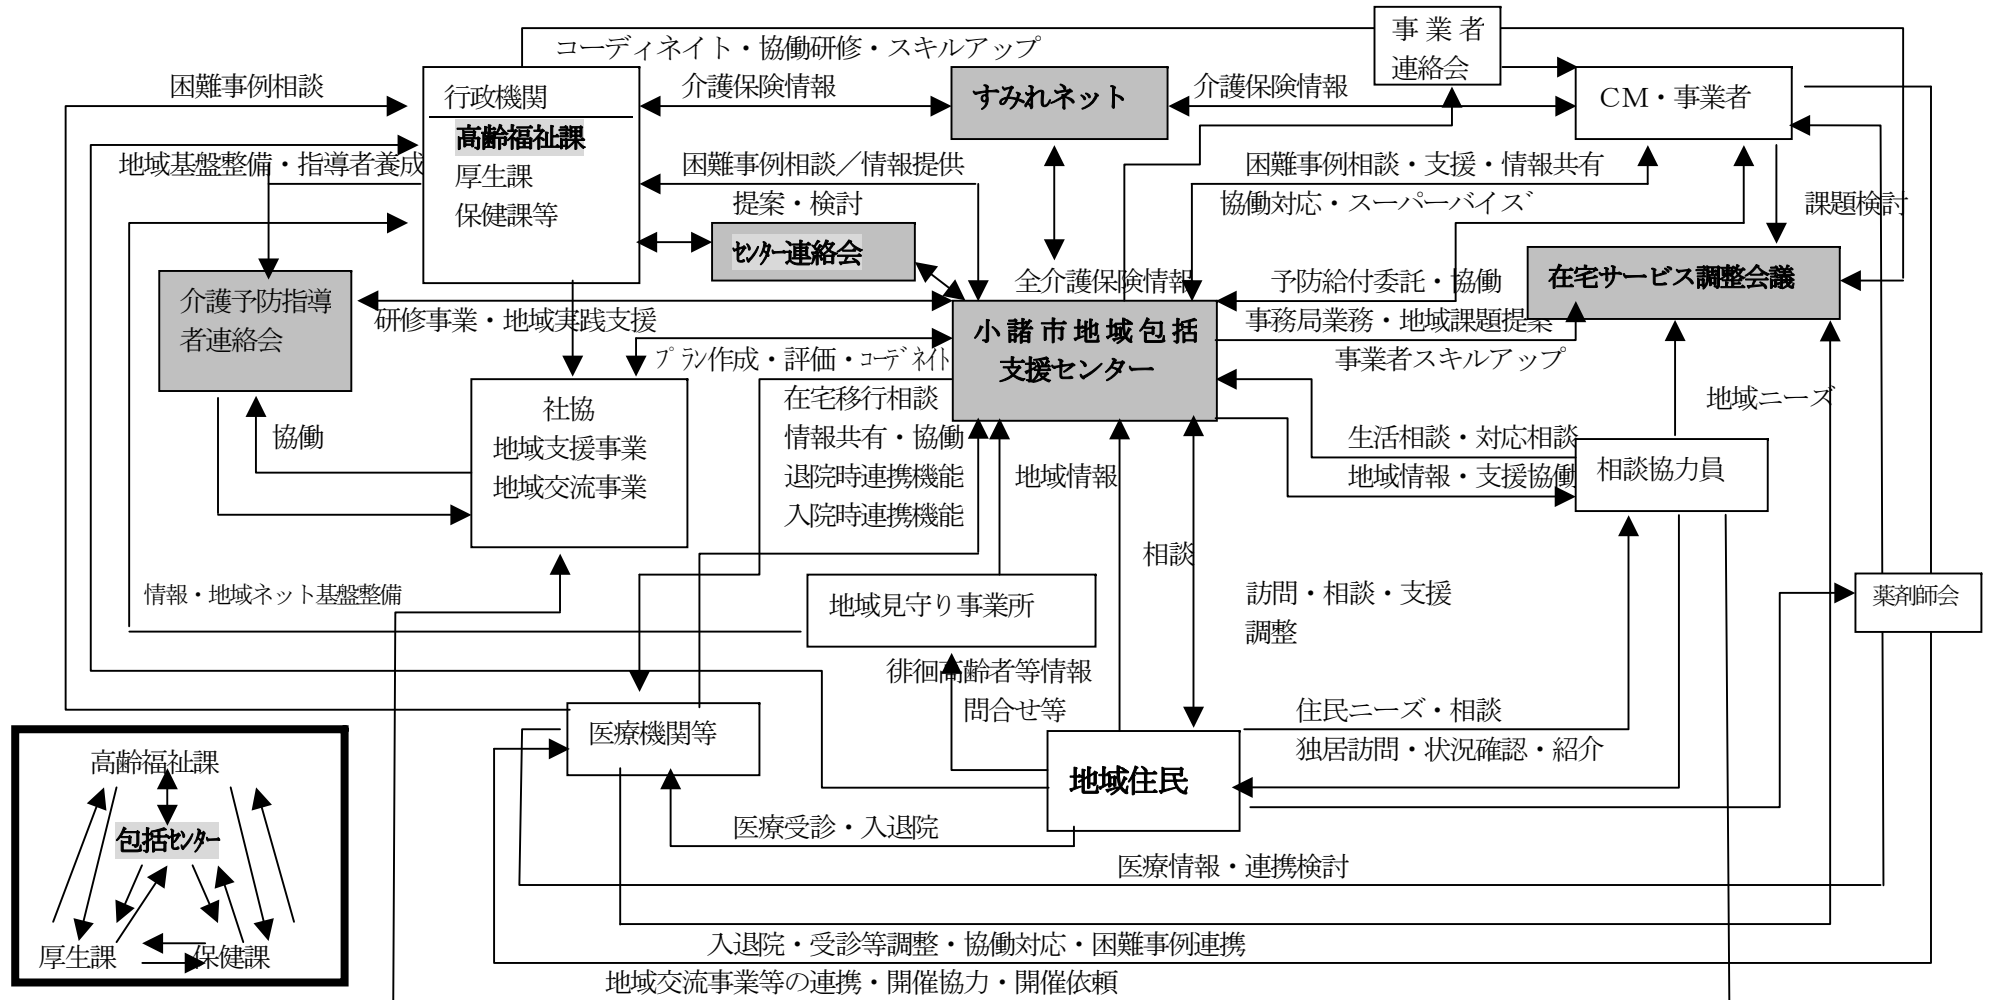 事業者
連絡会
コーディネイト・協働研修・スキルアップ
困難事例相談
行政機関
高齢福祉課
厚生課
保健課等
介護保険情報
すみれネット
介護保険情報
CM・事業者
地域基盤整備・指導者養成
困難事例相談／情報提供
提案・検討
センター連絡会
困難事例相談・支援・情報共有
協働対応・スーパーバイズ
課題検討
介護予防指導
者連絡会
全介護保険情報
予防給付委託・協働
在宅サービス調整会議
研修事業・地域実践支援
小諸市地域包括
支援センター
事務局業務・地域課題提案
事業者スキルアップ
プラン作成・評価・コーデネイト
社協
地域支援事業
地域交流事業
協働
在宅移行相談
情報共有・協働
退院時連携機能
入院時連携機能
地域情報
地域ニーズ
生活相談・対応相談
地域情報・支援協働
相談協力員
相談
情報・地域ネット基盤整備
地域見守り事業所
訪問・相談・支援
調整
薬剤師会
徘徊高齢者等情報
問合せ等
医療機関等
住民ニーズ・相談
独居訪問・状況確認・紹介
地域住民
医療受診・入退院
医療情報・連携検討
入退院・受診等調整・協働対応・困難事例連携
地域交流事業等の連携・開催協力・開催依頼
高齢福祉課
包括センター
厚生課
保健課